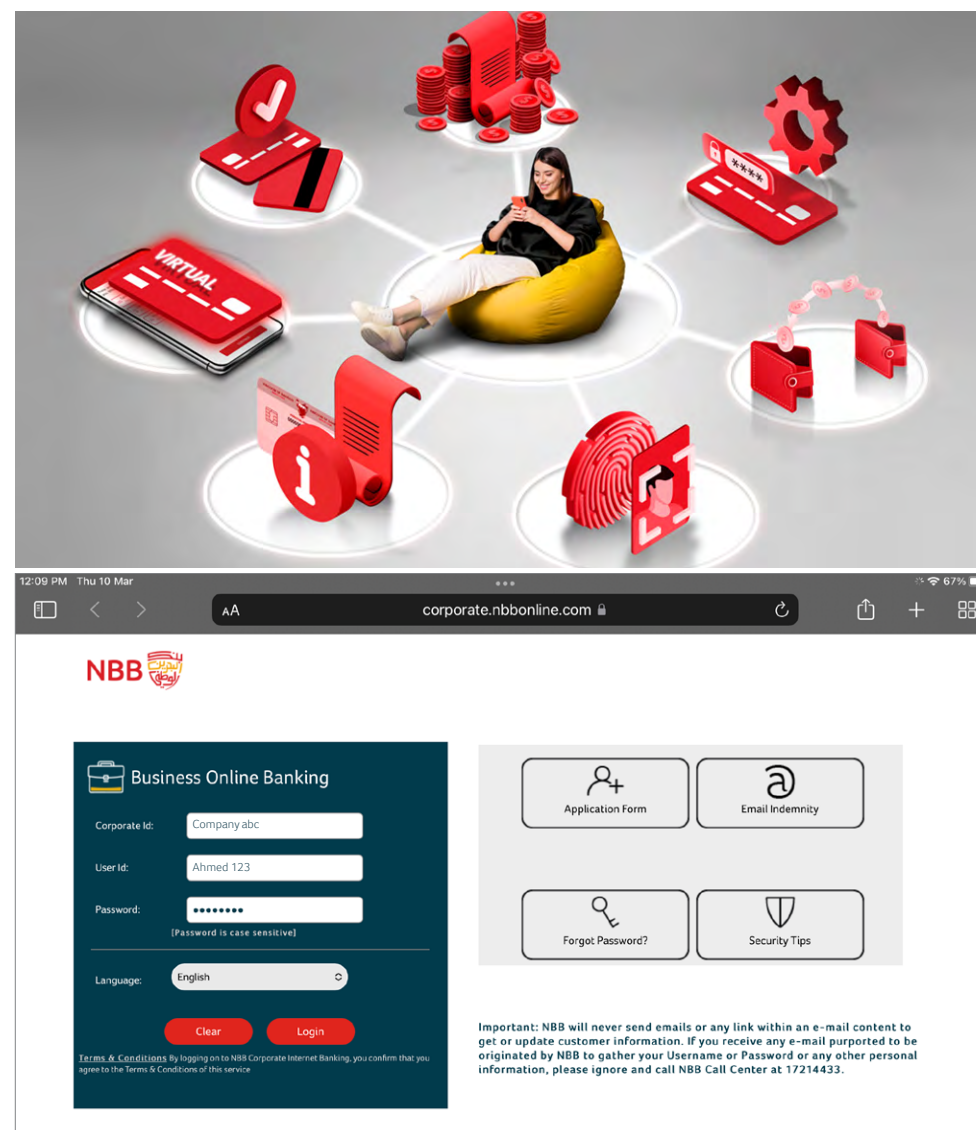 ****
VIRTUAL
i
12:09 PM Thu 10 Mar
67%
AA
corporate.nbbonline.com
NBB
بنك
البحرين
الوطني
Business Online Banking
Corporate Id:
Company abc
User Id:
Ahmed 123
Password:
••••••••
[Password is case sensitive]
Language:
English
Clear
Login
Terms & Conditions By logging on to NBB Corporate Internet Banking, you confirm that you
agree to the Terms & Conditions of this service
Application Form
Email Indemnity
Forgot Password?
Security Tips
Important: NBB will never send emails or any link within an e-mail content to
get or update customer information. If you receive any e-mail purported to be
originated by NBB to gather your Username or Password or any other personal
information, please ignore and call NBB Call Center at 17214433.